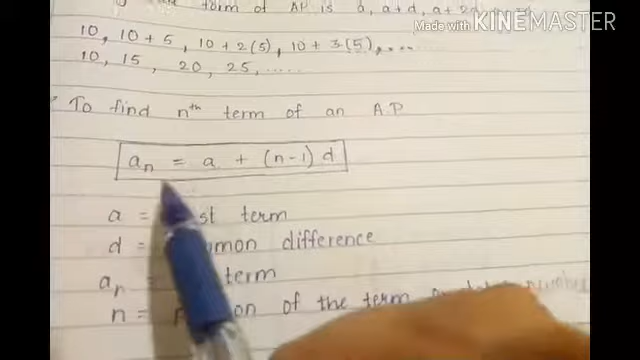 term of AP is a, a+d, a+
Made with KINEMASTER
10, 10+5, 10+2(5), 10+3(5),....
10, 15, 20, 25, .....
To find nth term of an A.P
an = a + (n-1) d
a = st term
d = mmon difference
an = term
n = on of the term